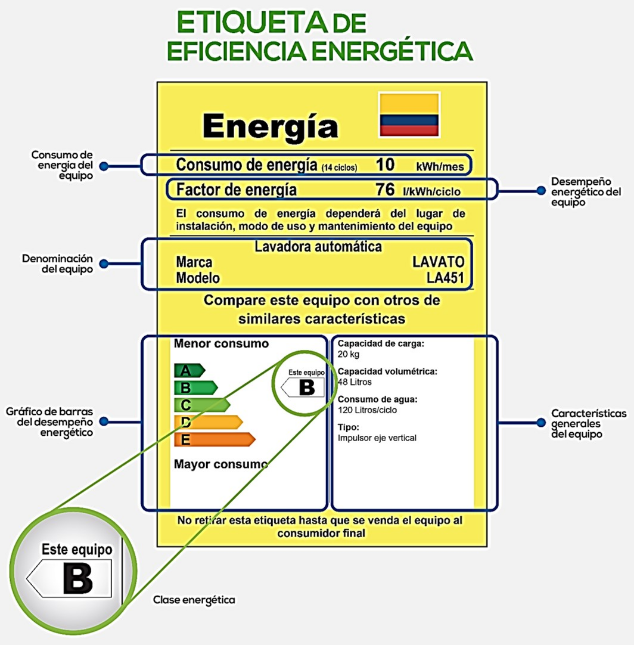 ETIQUETA DE
EFICIENCIA ENERGÉTICA
Energía
Consumo de
energía del
equipo
Consumo de energía (14 ciclos) 10 kWh/mes
Factor de energía 76 l/kWh/ciclo
Desempeño
energético del
equipo
El consumo de energía dependerá del lugar de
instalación, modo de uso y mantenimiento del equipo
Denominación
del equipo
Lavadora automática
Marca LAVATO
Modelo LA451
Compare este equipo con otros de
similares características
Gráfico de barras
del desempeño
energético
Menor consumo
A
B
C
D
E
Mayor consumo
Este equipo
B
Capacidad de carga:
20 kg
Capacidad volumétrica:
48 Litros
Consumo de agua:
120 Litros/ciclo
Tipo:
Impulsor eje vertical
Características
generales
del equipo
No retirar esta etiqueta hasta que se venda el equipo al
consumidor final
Este equipo
B
Clase energética